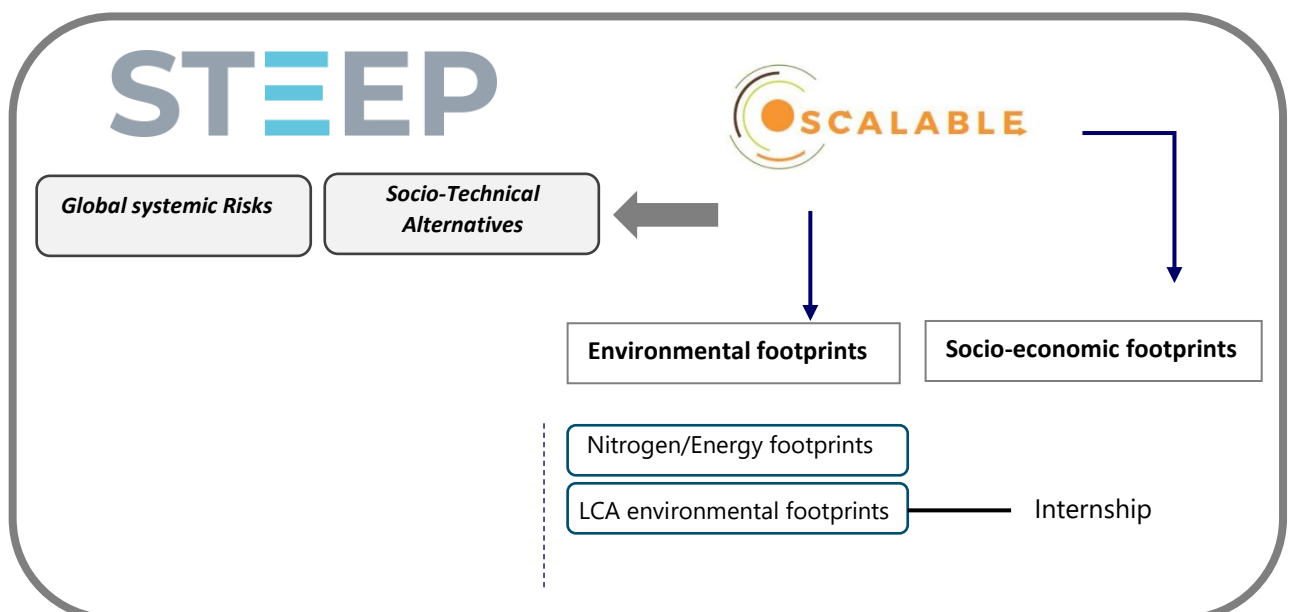 STEEP
SCALABLE
Global systemic Risks
Socio-Technical
Alternatives
Environmental footprints
Socio-economic footprints
Nitrogen/Energy footprints
LCA environmental footprints
Internship